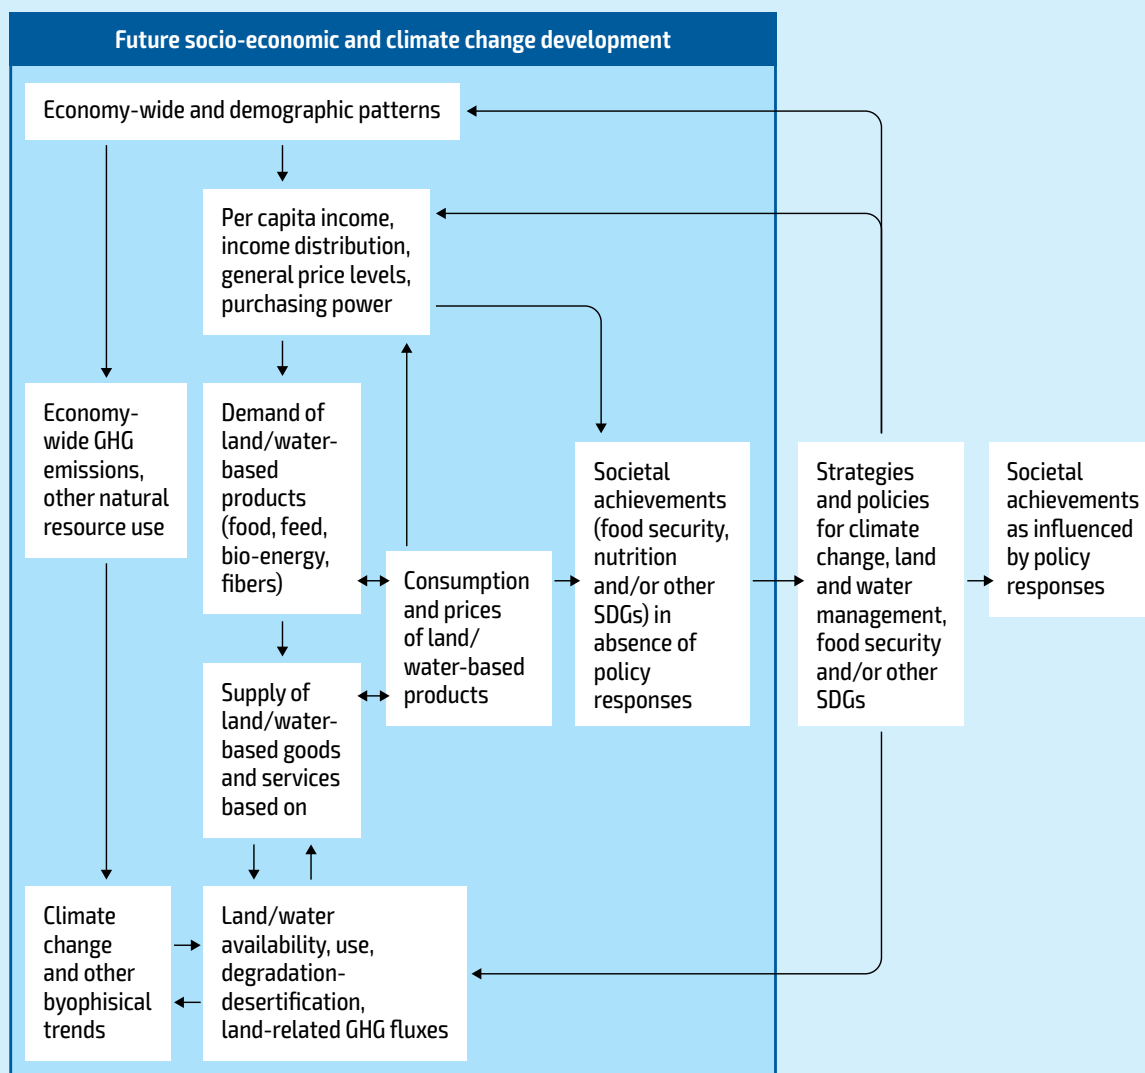 Future socio-economic and climate change development
Economy-wide and demographic patterns
Per capita income,
income distribution,
general price levels,
purchasing power
Economy-
wide GHG
emissions,
other natural
resource use
Demand of
land/water-
based
products
(food, feed,
bio-energy,
fibers)
Consumption
and prices
of land/
water-based
products
Societal
achievements
(food security,
nutrition
and/or other
SDGs) in
absence of
policy
responses
Strategies
and policies
for climate
change, land
and water
management,
food security
and/or other
SDGs
Societal
achievements
as influenced
by policy
responses
Supply of
land/water-
based goods
and services
based on
Climate
change
and other
byophisical
trends
Land/water
availability, use,
degradation-
desertification,
land-related GHG fluxes